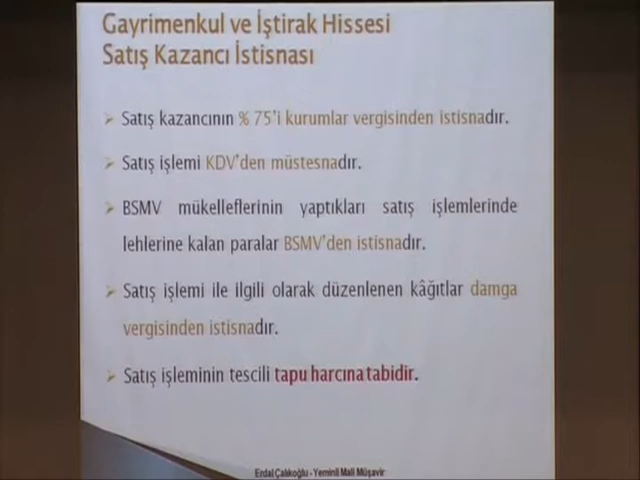 Gayrimenkul ve İştirak Hissesi
Satış Kazancı İstisnası
Satış kazancının % 75'i kurumlar vergisinden istisnadır.
Satış işlemi KDV'den müstesnadır.
BSMV mükelleflerinin yaptıkları satış işlemlerinde
lehlerine kalan paralar BSMV'den istisnadır.
Satış işlemi ile ilgili olarak düzenlenen kâğıtlar damga
vergisinden istisnadır.
Satış işleminin tescili tapu harcına tabidir.
Erdal Çalıkoğlu - Yeminli Mali Müşavir